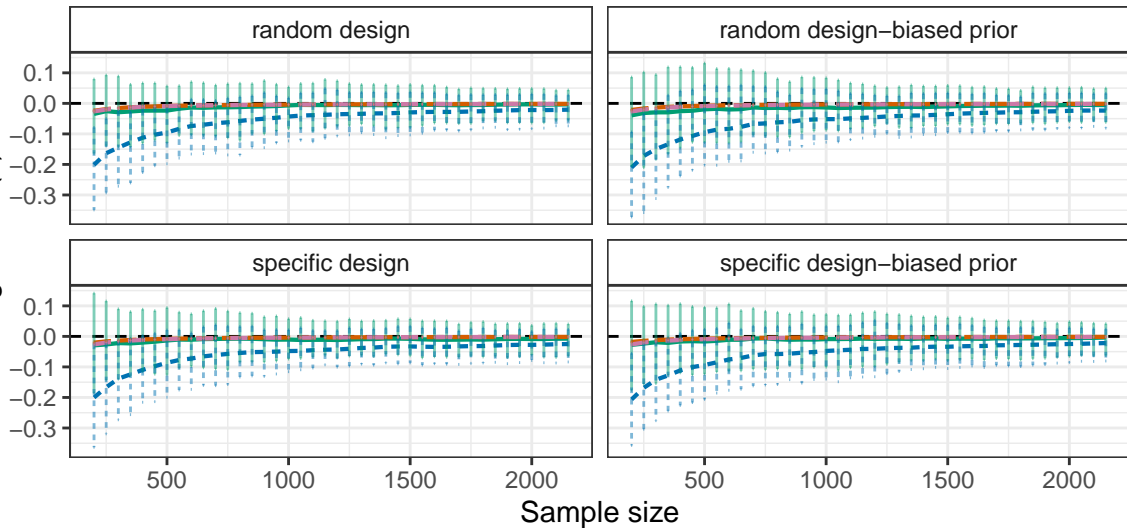 random design
random design−biased prior
0.1
0.0
−0.1
−0.2
−0.3
specific design
specific design−biased prior
0.1
0.0
−0.1
−0.2
−0.3
500 1000 1500 2000 500 1000 1500 2000
Sample size